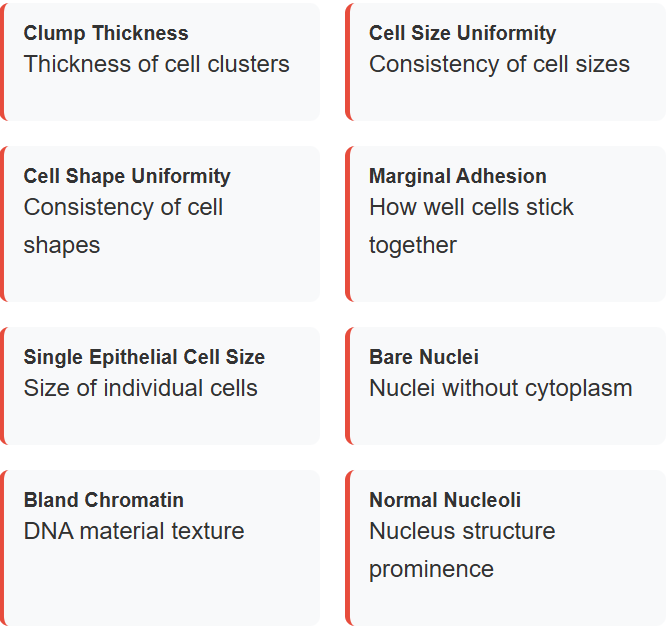 Clump Thickness
Thickness of cell clusters
Cell Size Uniformity
Consistency of cell sizes
Cell Shape Uniformity
Consistency of cell
shapes
Marginal Adhesion
How well cells stick
together
Single Epithelial Cell Size
Size of individual cells
Bare Nuclei
Nuclei without cytoplasm
Bland Chromatin
DNA material texture
Normal Nucleoli
Nucleus structure
prominence